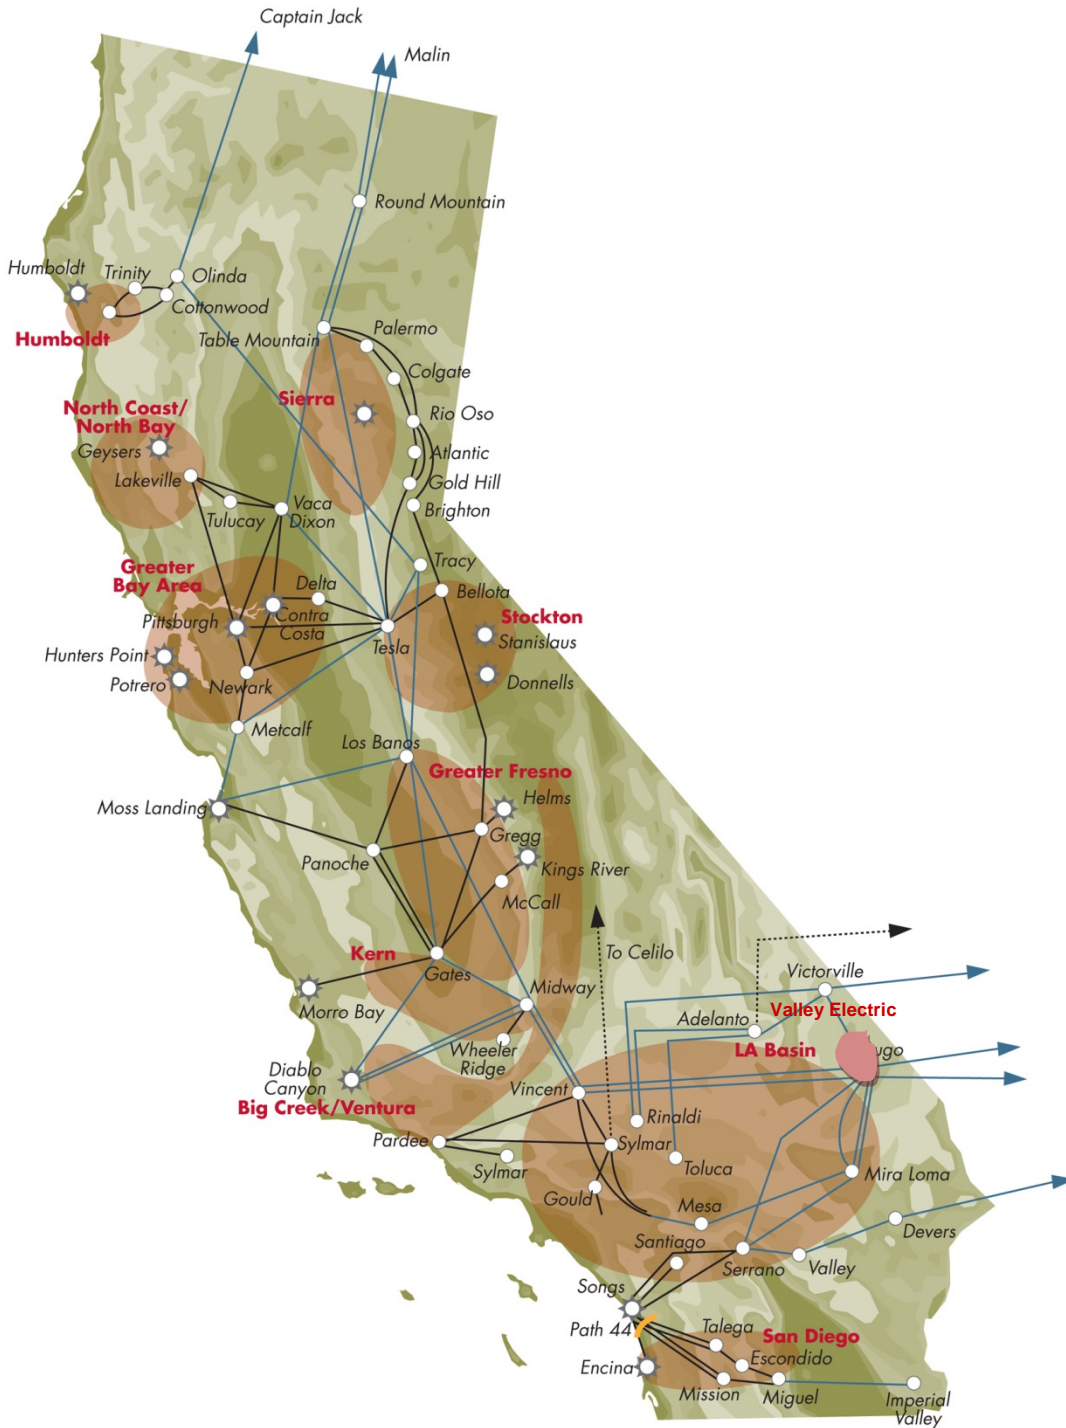 Captain Jack
Malin
Round Mountain
Humboldt
Trinity
Olinda
Cottonwood
Humboldt
Table Mountain
Palermo
Colgate
Sierra
Rio Oso
North Coast/
North Bay
Geysers
Atlantic
Lakeville
Gold Hill
Tulucay
Vaca
Dixon
Brighton
Greater
Bay Area
Delta
Tracy
Bellota
Pittsburgh
Contra
Costa
Tesla
Stockton
Stanislaus
Hunters Point
Potrero
Newark
Donnells
Metcalf
Los Banos
Greater Fresno
Moss Landing
Helms
Gregg
Panoche
Kings River
McCall
Kern
Gates
To Celilo
Morro Bay
Midway
Victorville
Valley Electric
Adelanto
LA Basin
ugo
Wheeler
Ridge
Diablo
Canyon
Vincent
Big Creek/Ventura
Rinaldi
Pardee
Sylmar
Sylmar
Toluca
Mira Loma
Gould
Mesa
Devers
Santiago
Serrano
Valley
Songs
Path 44
Talega
San Diego
Encina
Escondido
Mission
Miguel
Imperial
Valley